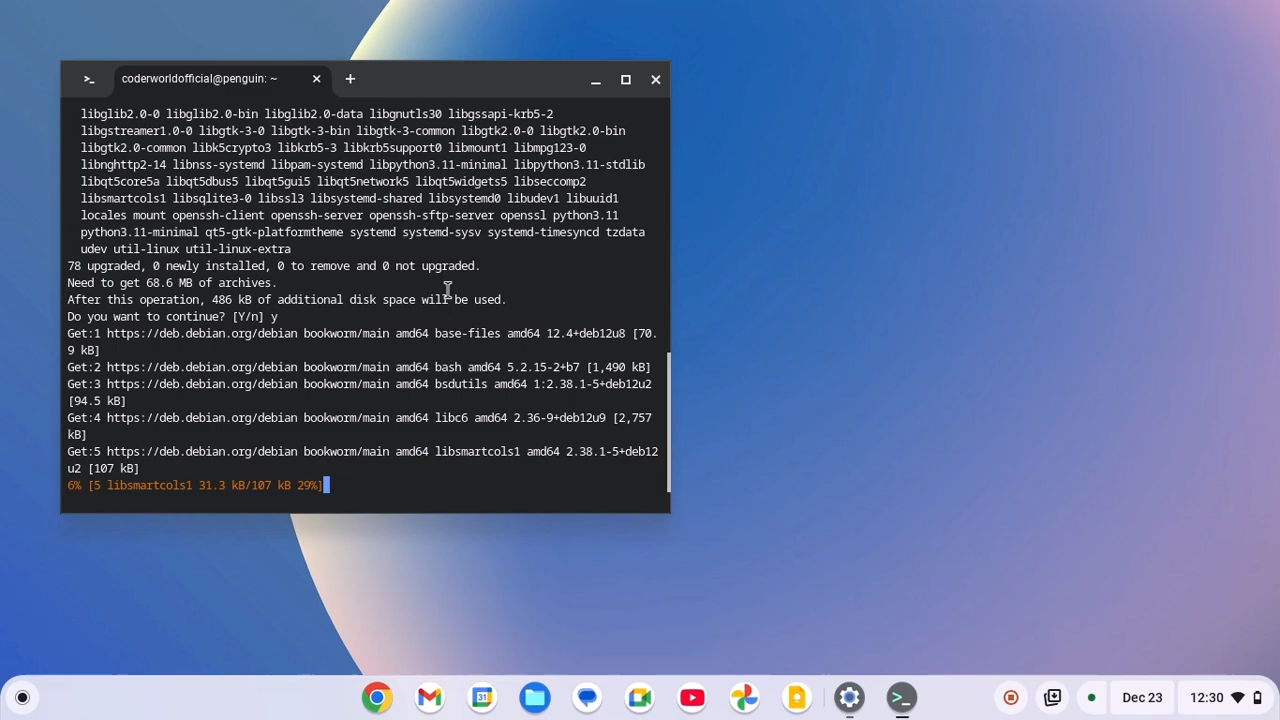 coderworldofficial@penguin: ~
libglib2.0-0 libglib2.0-bin libglib2.0-data libgnutls30 libgssapi-krb5-2
libgstreamer1.0-0 libgtk-3-0 libgtk-3-bin libgtk-3-common libgtk2.0-0 libgtk2.0-bin
libgtk2.0-common libk5crypto3 libkrb5-3 libkrb5support0 libmount1 libmpg123-0
libnghttp2-14 libnss-systemd libpam-systemd libpython3.11-minimal libpython3.11-stdlib
libqt5core5a libqt5dbus5 libqt5gui5 libqt5network5 libqt5widgets5 libseccomp2
libsmartcols1 libsqlite3-0 libssl3 libsystemd-shared libsystemd0 libudev1 libuuid1
locales mount openssh-client openssh-server openssh-sftp-server openssl python3.11
python3.11-minimal qt5-gtk-platformtheme systemd systemd-sysv systemd-timesyncd tzdata
udev util-linux util-linux-extra
78 upgraded, 0 newly installed, 0 to remove and 0 not upgraded.
Need to get 68.6 MB of archives.
After this operation, 486 kB of additional disk space will be used.
Do you want to continue? [Y/n] y
Get:1 https://deb.debian.org/debian bookworm/main amd64 base-files amd64 12.4+deb12u8 [70.
9 kB]
Get:2 https://deb.debian.org/debian bookworm/main amd64 bash amd64 5.2.15-2+b7 [1,490 kB]
Get:3 https://deb.debian.org/debian bookworm/main amd64 bsdutils amd64 1:2.38.1-5+deb12u2
[94.5 kB]
Get:4 https://deb.debian.org/debian bookworm/main amd64 libc6 amd64 2.36-9+deb12u9 [2,757
kB]
Get:5 https://deb.debian.org/debian bookworm/main amd64 libsmartcols1 amd64 2.38.1-5+deb12
u2 [107 kB]
6% [5 libsmartcols1 31.3 kB/107 kB 29%]
31
Dec 23
12:30